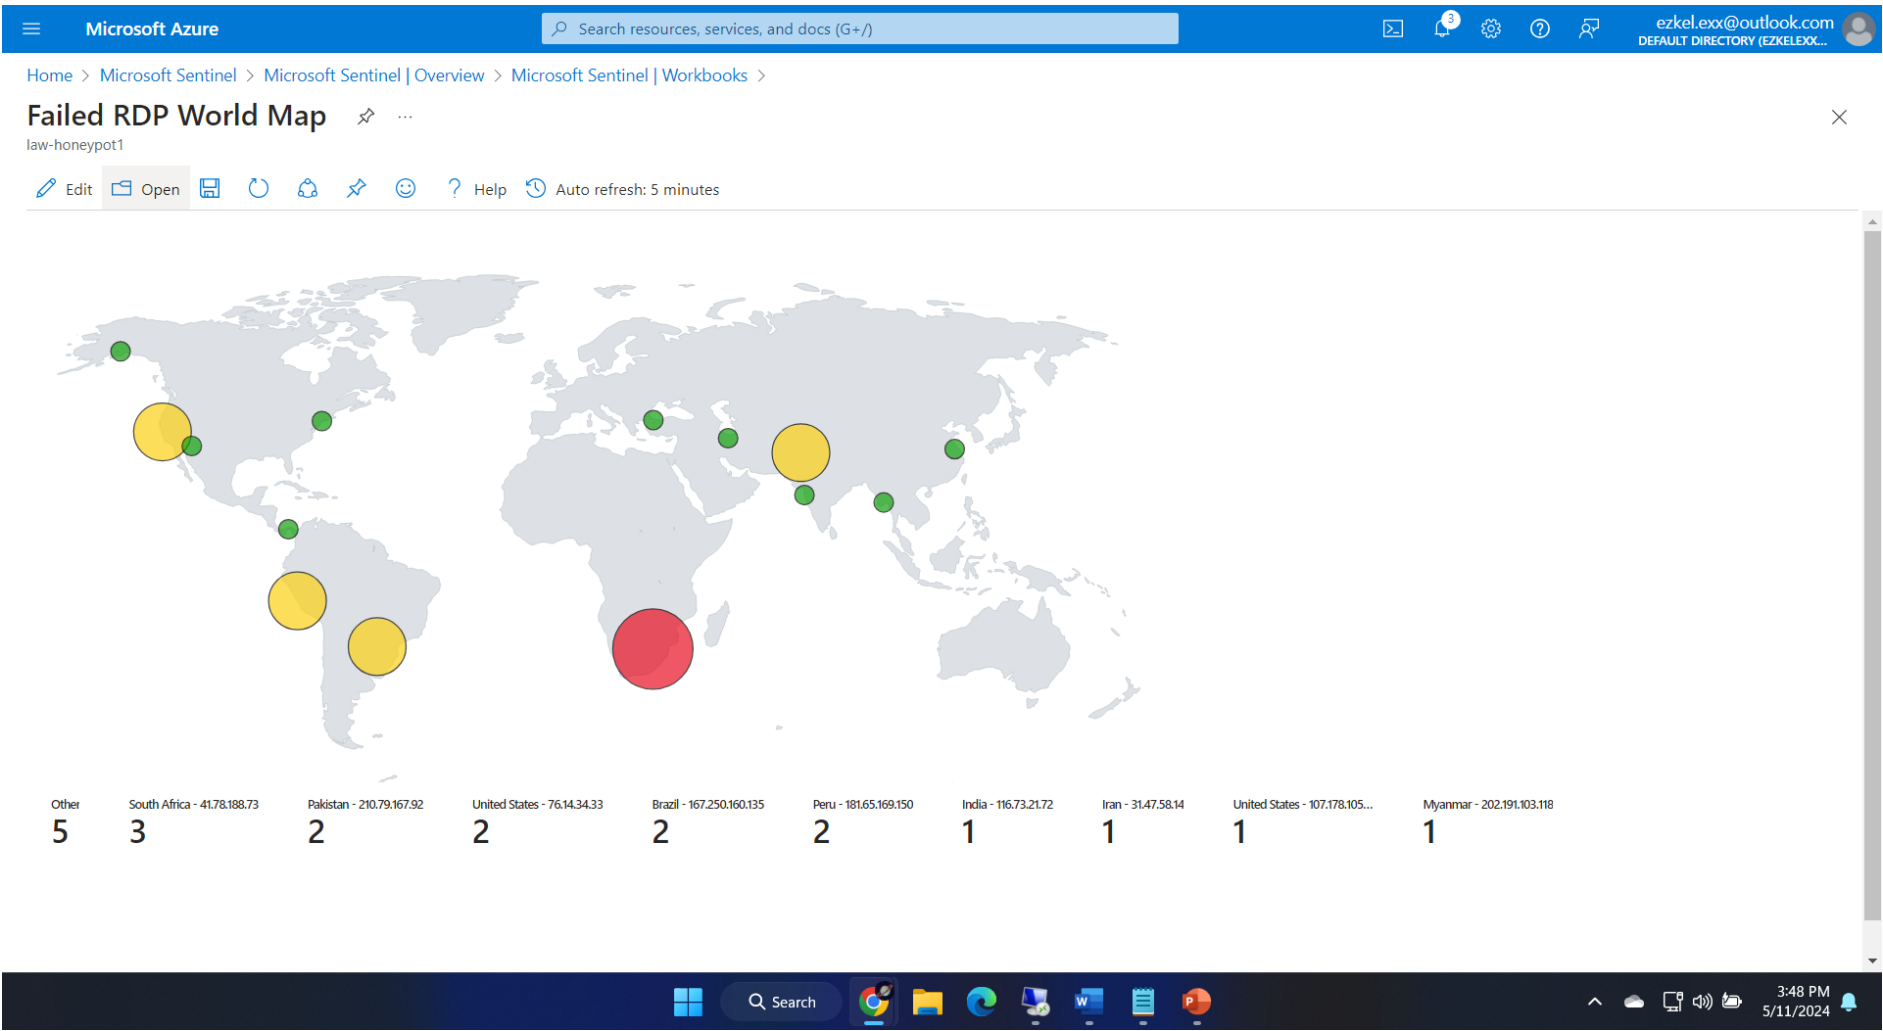 Microsoft Azure
Search resources, services, and docs (G+/)
3
ezkel.exx@outlook.com
DEFAULT DIRECTORY (EZKELEXX...
Home > Microsoft Sentinel > Microsoft Sentinel | Overview > Microsoft Sentinel | Workbooks >
Failed RDP World Map ...
law-honeypot1
Edit Open ? Help Auto refresh: 5 minutes
Other
5
South Africa - 41.78.188.73
3
Pakistan - 210.79.167.92
2
United States - 76.14.34.33
2
Brazil - 167.250.160.135
2
Peru - 181.65.169.150
2
India - 116.73.21.72
1
Iran - 31.47.58.14
1
United States - 107.178.105...
1
Myanmar - 202.191.103.118
1
Search
3:48 PM
5/11/2024